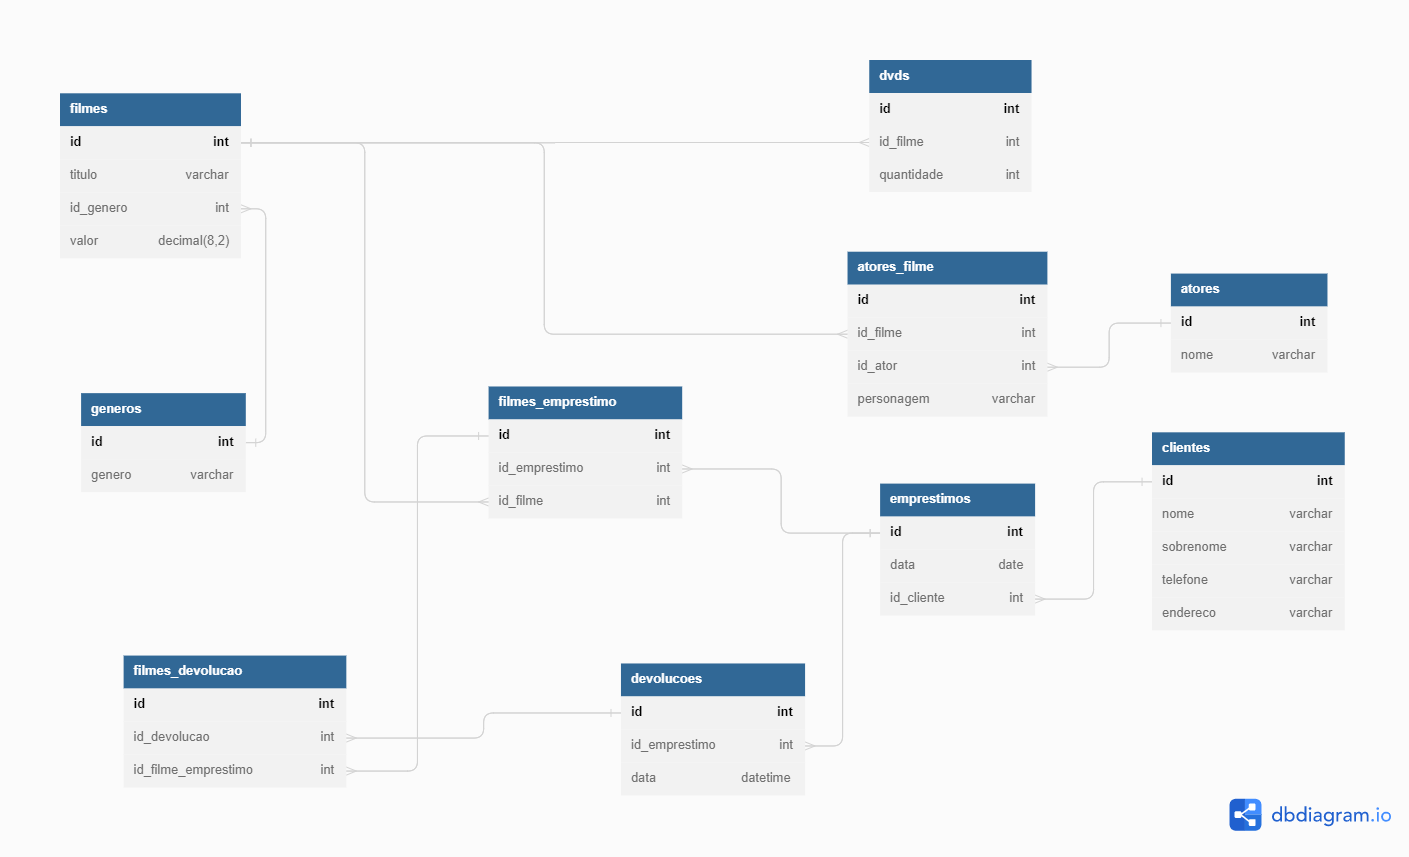 filmes
id int
titulo varchar
id_genero int
valor decimal(8,2)
dvds
id int
id_filme int
quantidade int
atores_filme
id int
id_filme int
id_ator int
personagem varchar
atores
id int
nome varchar
generos
id int
genero varchar
filmes_emprestimo
id int
id_emprestimo int
id_filme int
emprestimos
id int
data date
id_cliente int
clientes
id int
nome varchar
sobrenome varchar
telefone varchar
endereco varchar
filmes_devolucao
id int
id_devolucao int
id_filme_emprestimo int
devolucoes
id int
id_emprestimo int
data datetime
dbdiagram.io